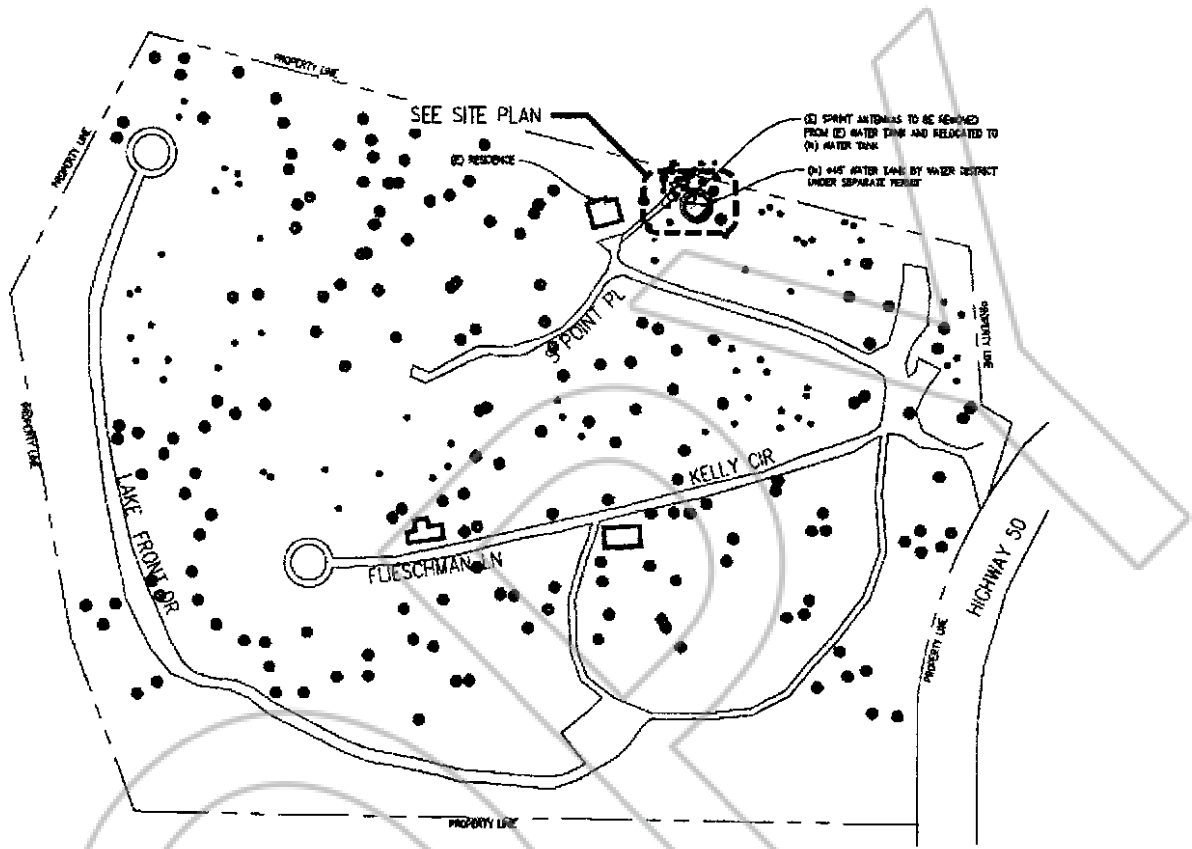 PROPERTY LINE
SEE SITE PLAN
(E) SPRINT ANTENNAS TO BE REMOVED
FROM (E) WATER TANK AND RELOCATED TO
(N) WATER TANK
(E) RESIDENCE
(N) WATER TANK BY WATER DISTRICT
UNDER SEPARATE PERMIT
PROPERTY LINE
S POINT PL
PROPERTY LINE
PROPERTY LINE
KELLY CIR
LAKE FRONT DR
FLIESCHMAN LN
HIGHWAY 50
PROPERTY LINE
PROPERTY LINE